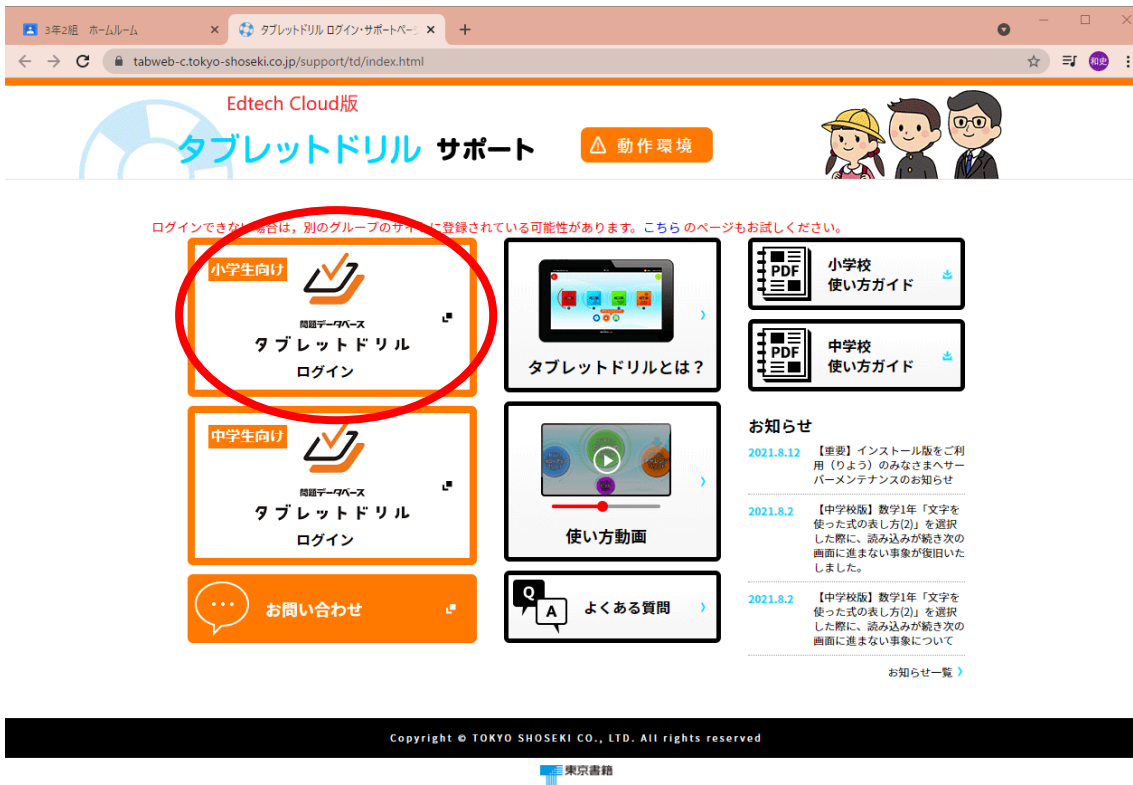 3年2組 ホームルーム
タブレットドリル ログイン・サポートペー
tabweb-c.tokyo-shoseki.co.jp/support/td/index.html
和史
Edtech Cloud版
タブレットドリル サポート
動作環境
ログインできない場合は，別のグループのサイトに登録されている可能性があります。こちら のページもお試しください。
小学生向け
問題データベース
タブレットドリル
ログイン
タブレットドリルとは？
PDF
小学校
使い方ガイド
PDF
中学校
使い方ガイド
中学生向け
問題データベース
タブレットドリル
ログイン
使い方動画
お知らせ
2021.8.12 【重要】インストール版をご利
用（りよう）のみなさまへサー
バーメンテナンスのお知らせ
2021.8.2 【中学校版】数学1年「文字を
使った式の表し方(2)」を選択
した際に、読み込みが続き次の
画面に進まない事象が復旧いた
しました。
2021.8.2 【中学校版】数学1年「文字を
使った式の表し方(2)」を選択
した際に、読み込みが続き次の
画面に進まない事象について
お知らせ一覧
お問い合わせ
Q
A
よくある質問
Copyright © TOKYO SHOSEKI CO., LTD. All rights reserved
東京書籍